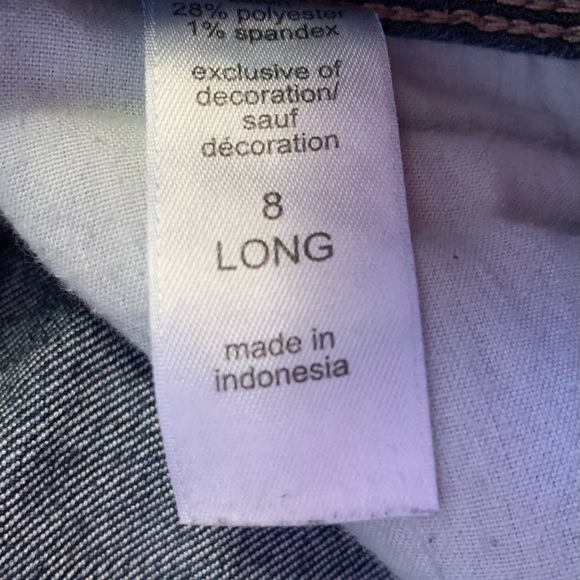 28% polyester
1% spandex
exclusive of
decoration/
sauf
décoration
8
LONG
made in
indonesia